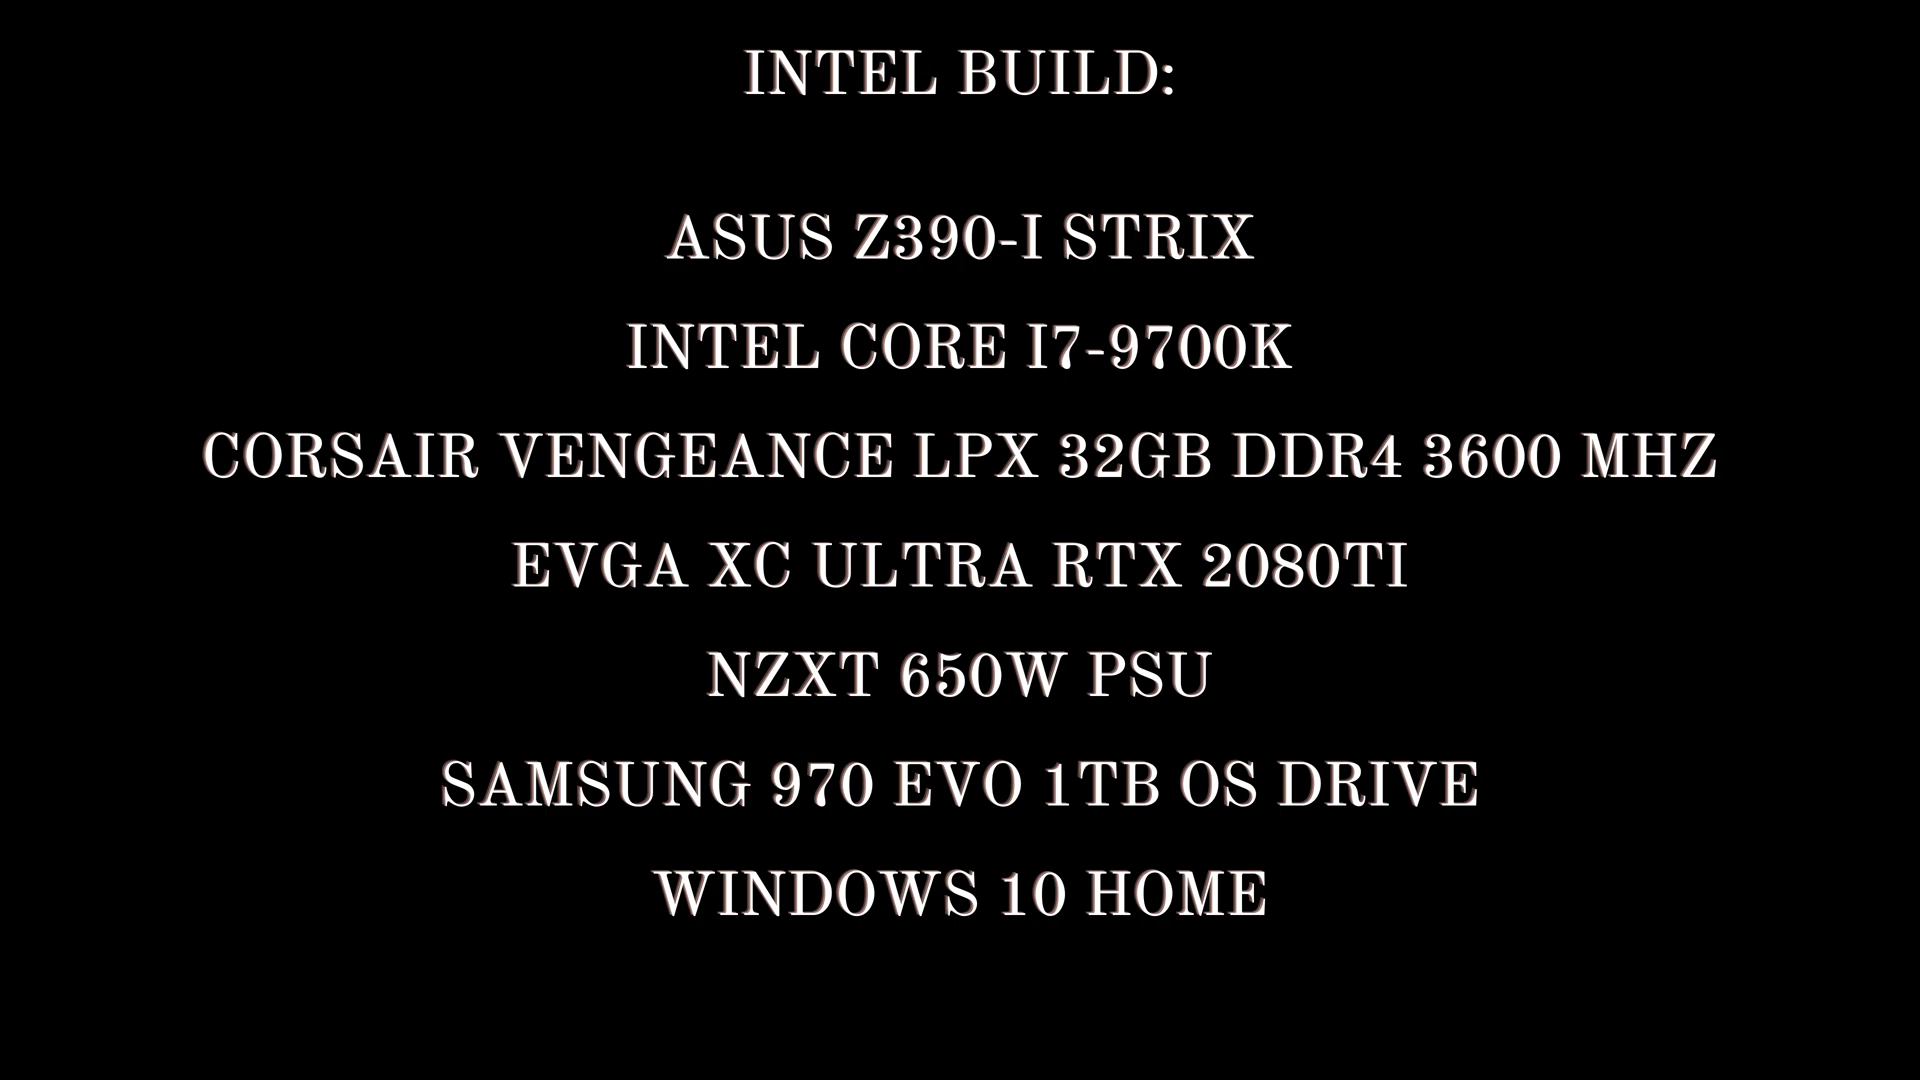 INTEL BUILD:
ASUS Z390-I STRIX
INTEL CORE I7-9700K
CORSAIR VENGEANCE LPX 32GB DDR4 3600 MHZ
EVGA XC ULTRA RTX 2080TI
NZXT 650W PSU
SAMSUNG 970 EVO 1TB OS DRIVE
WINDOWS 10 HOME